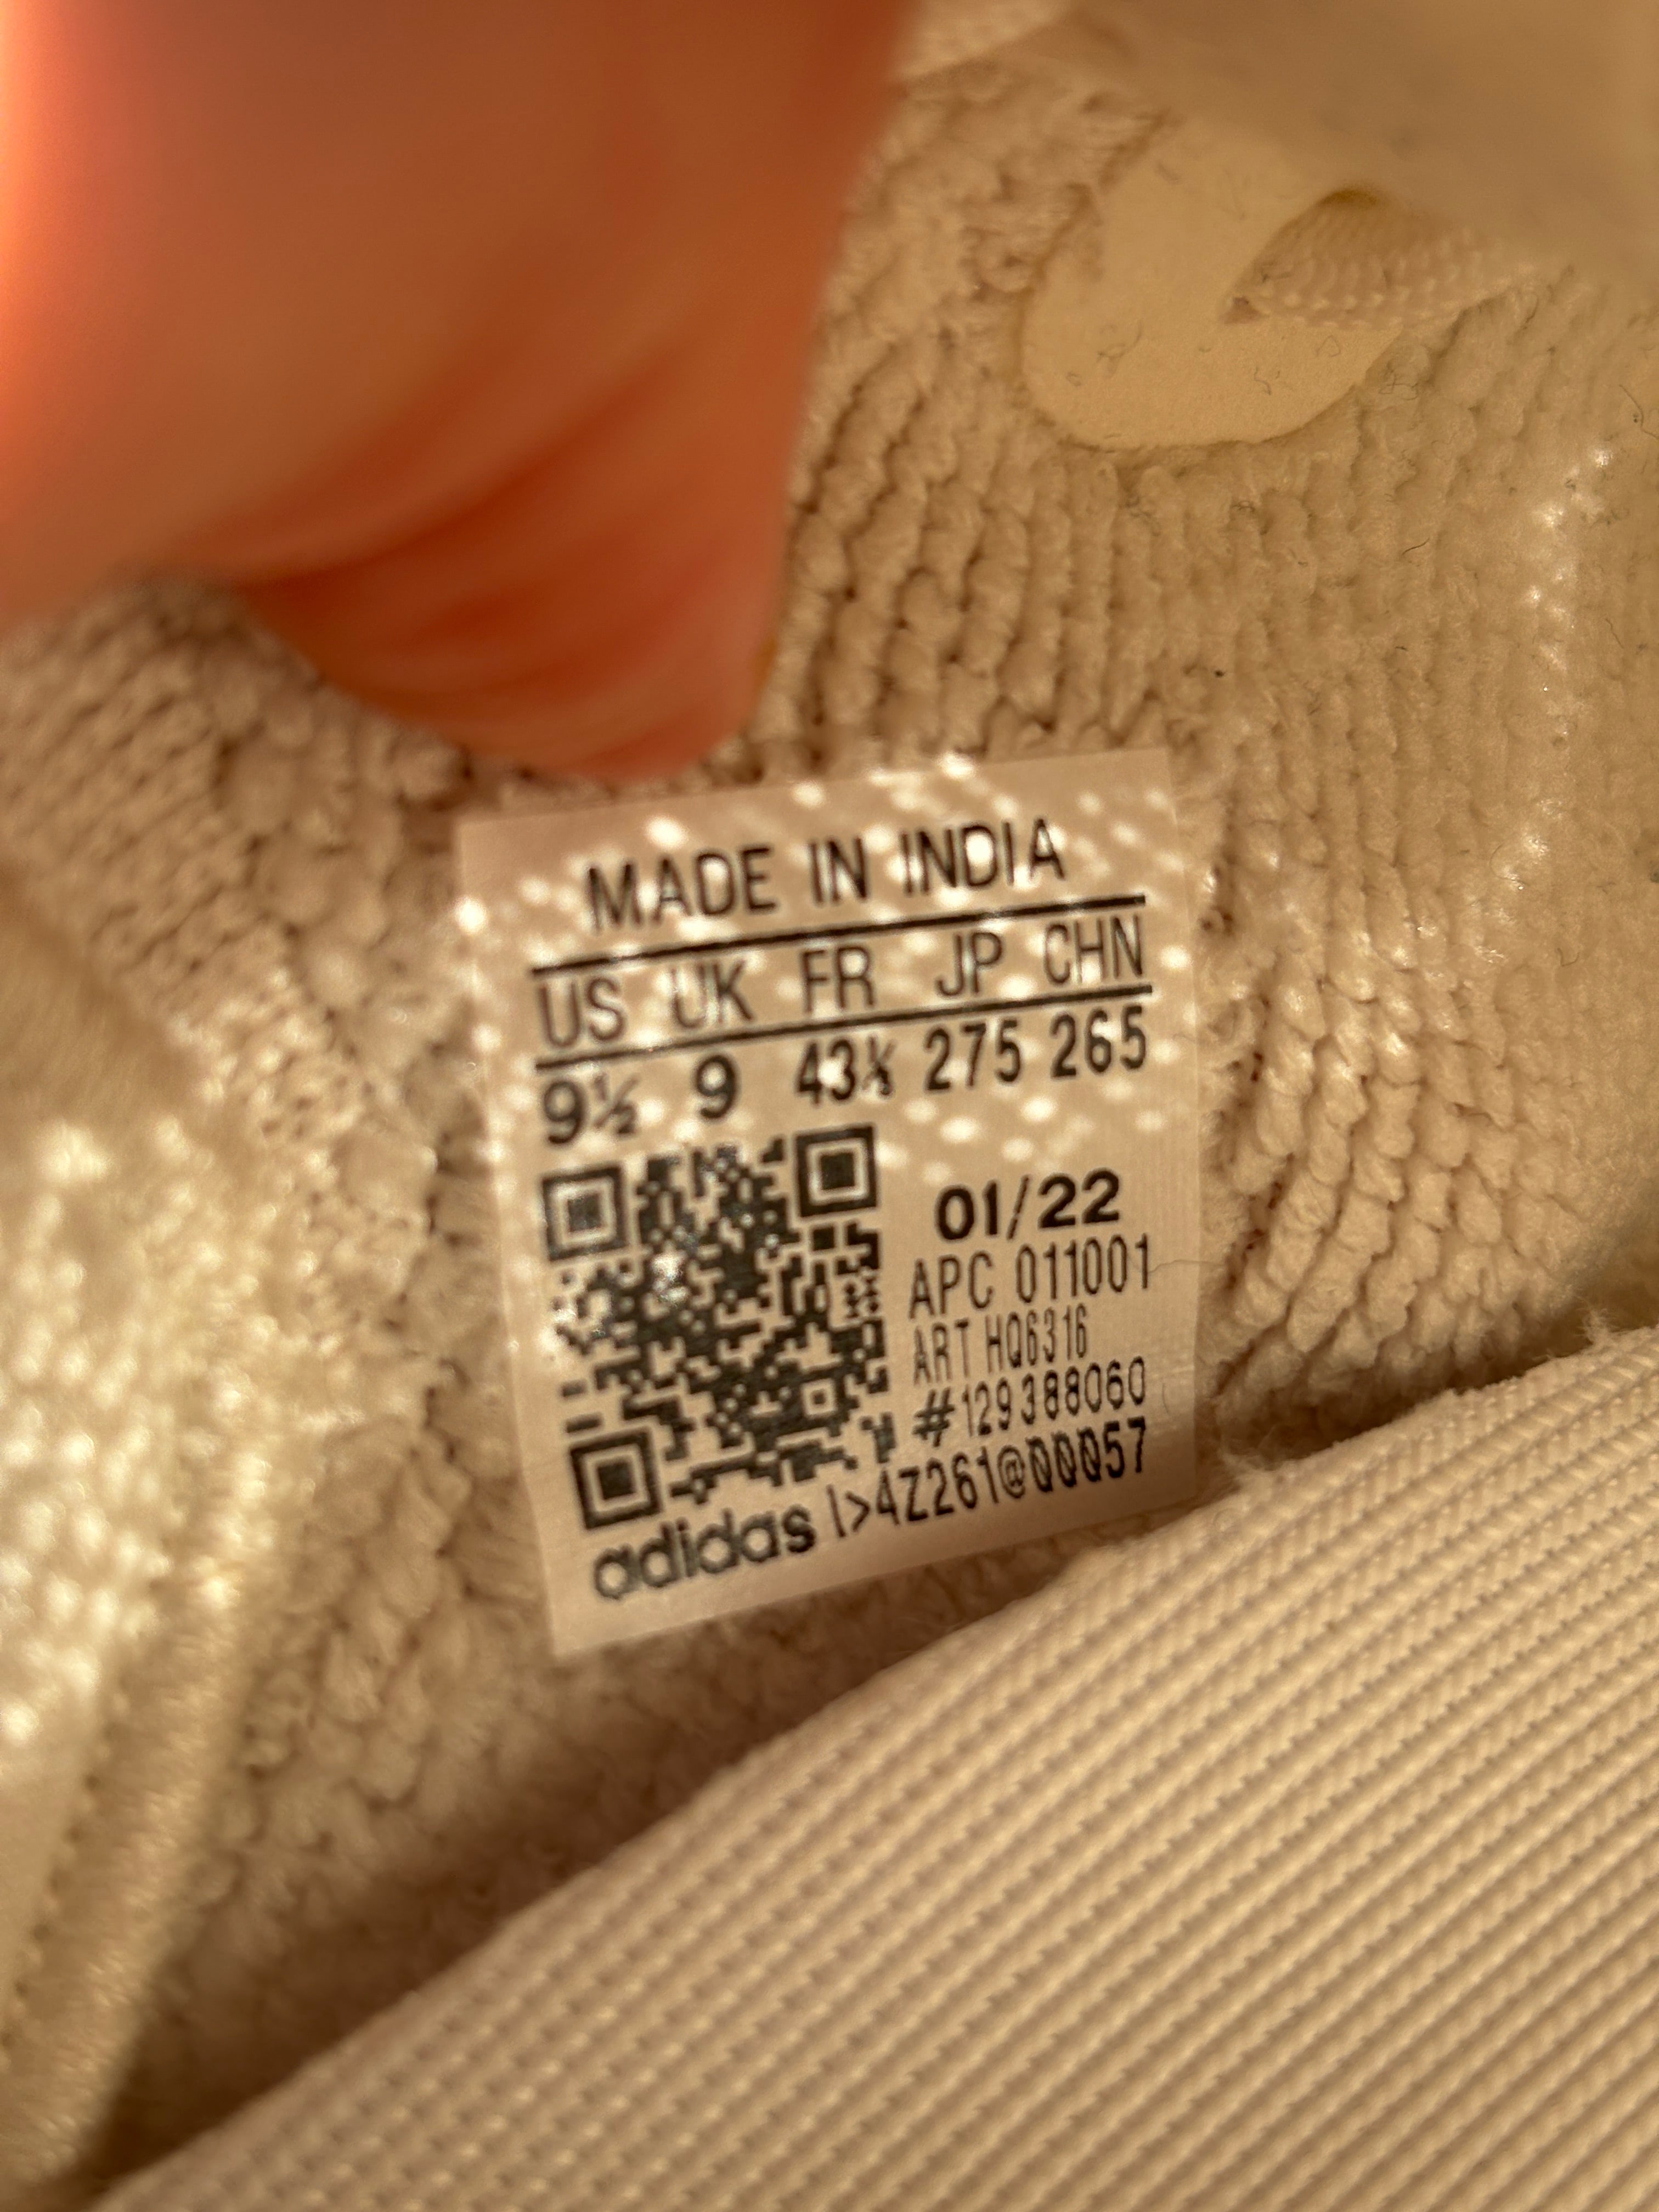 MADE IN INDIA
US UK FR JP CHN
9½ 9 43⅓ 275 265
01/22
APC 011001
ART HQ6316
#129388060
adidas |>4Z261@00057